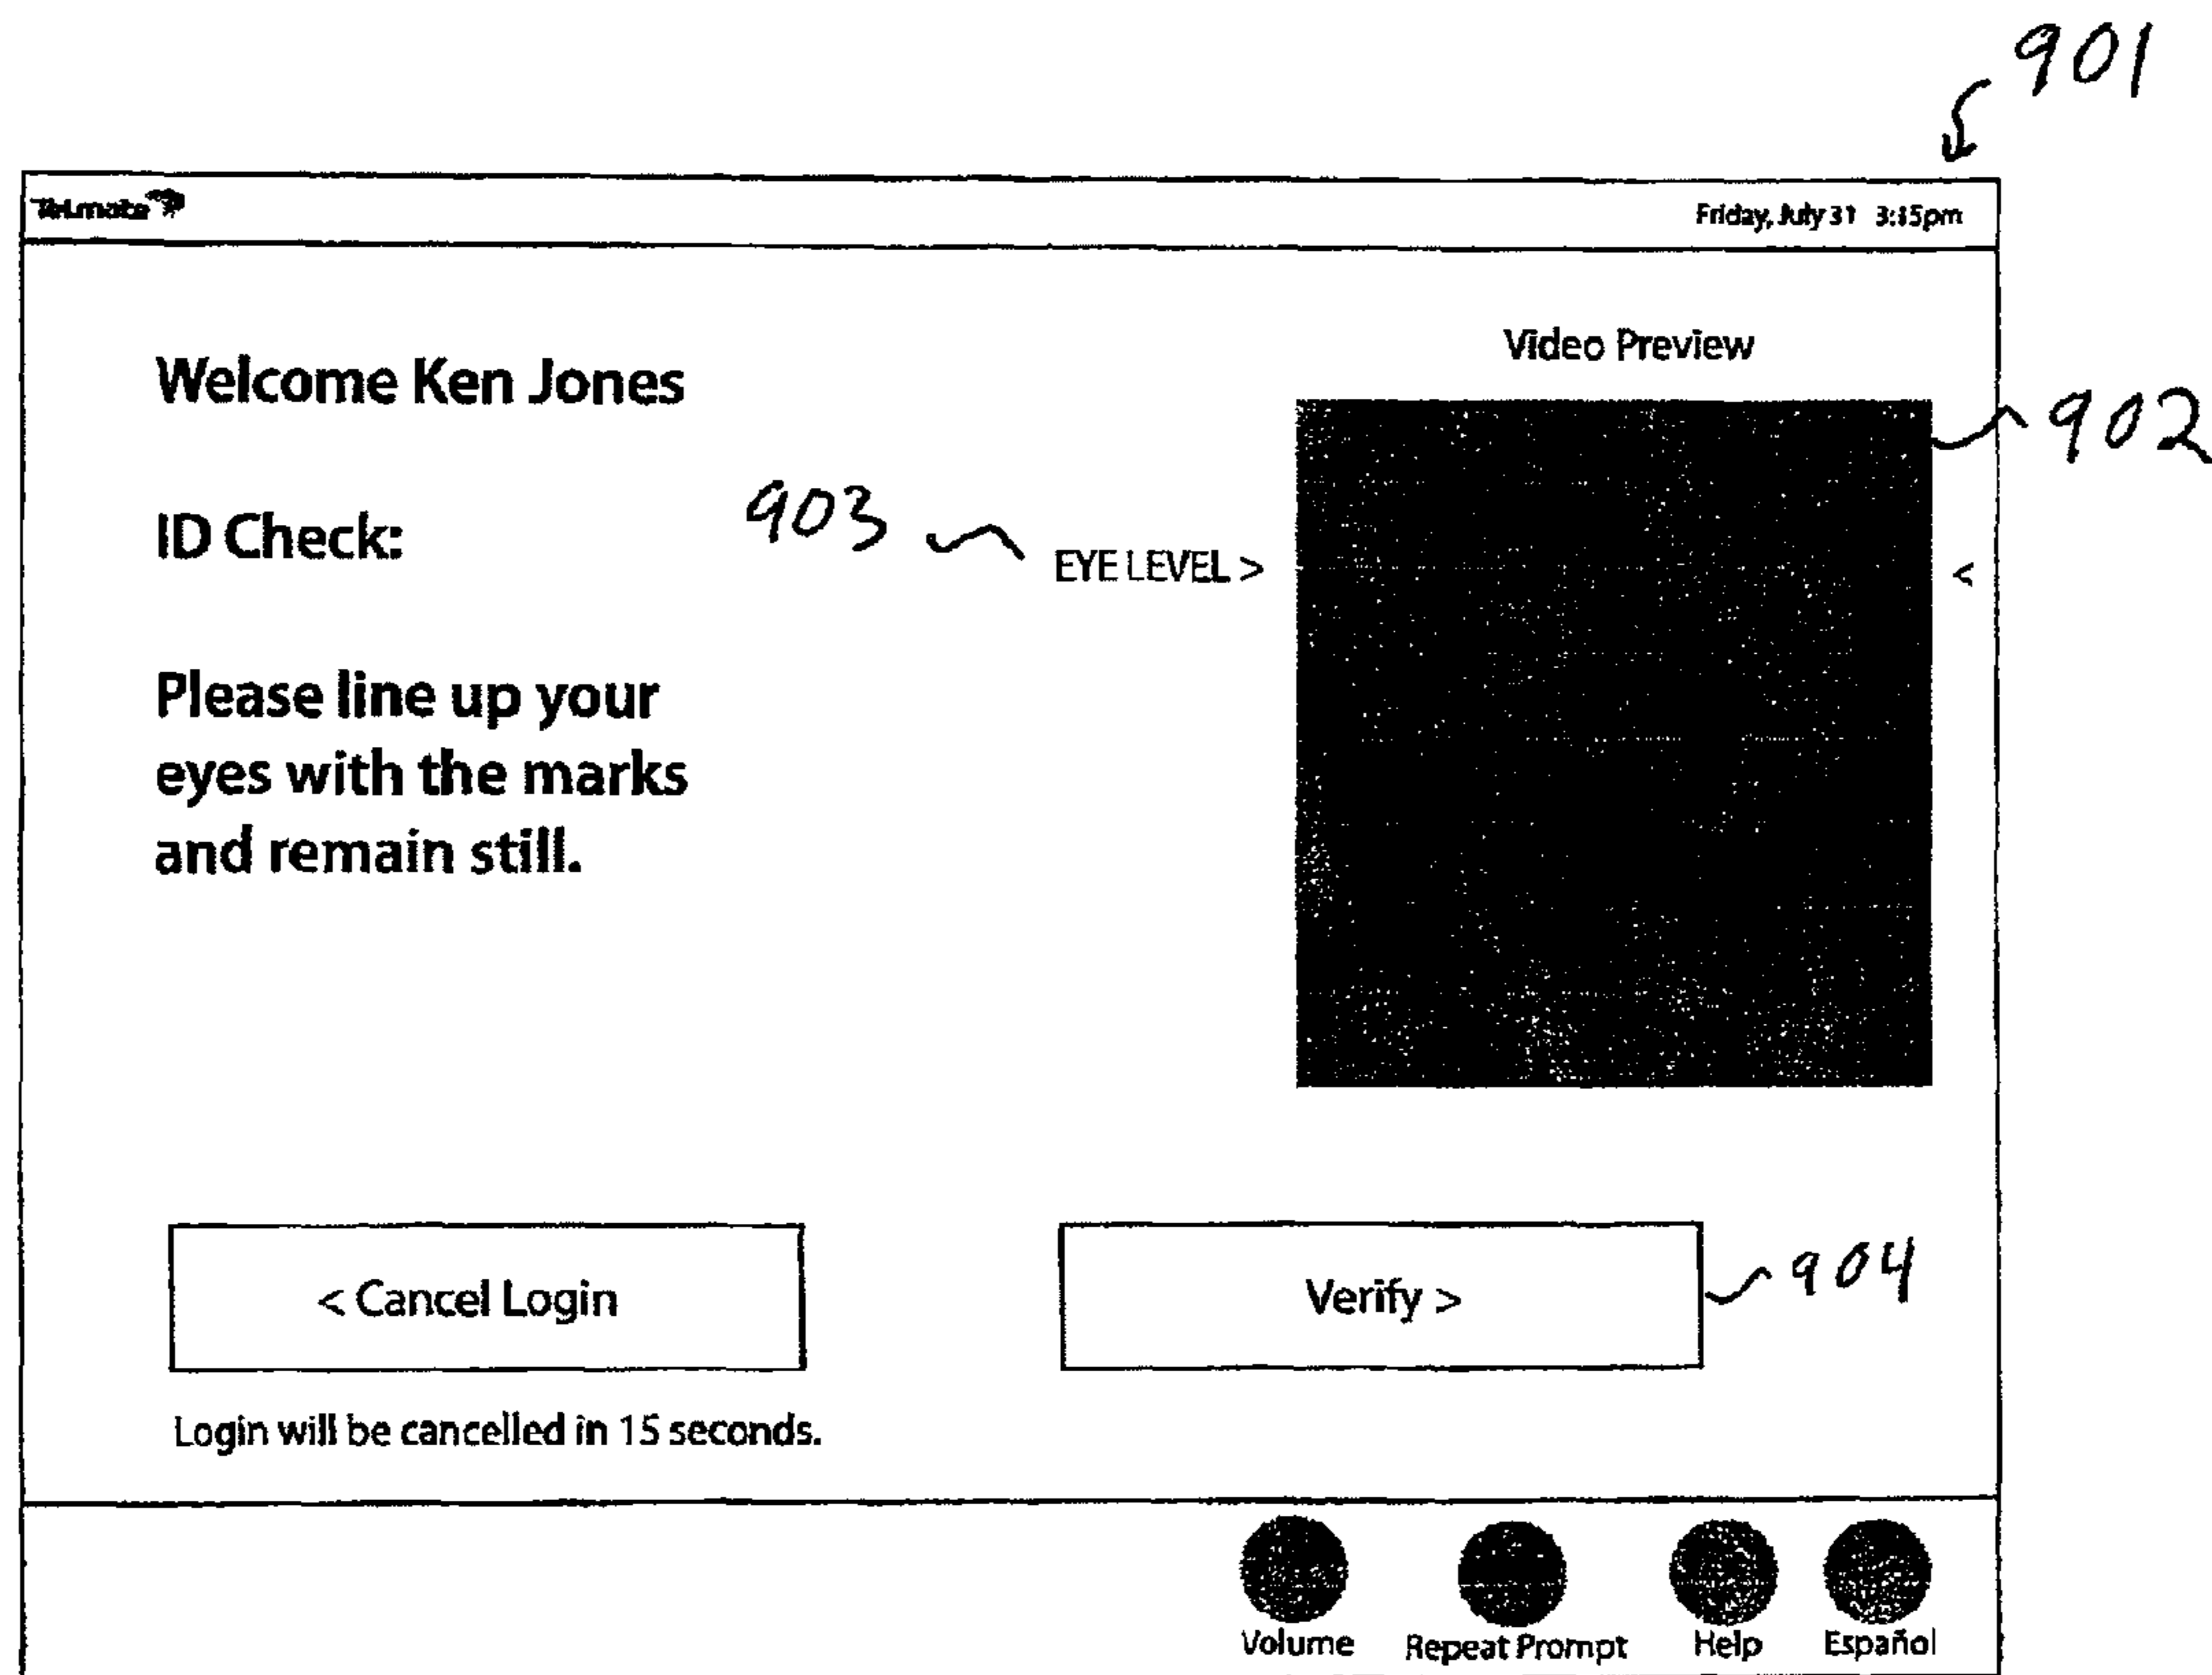 901
Telmate
Friday, July 31 3:15pm
Welcome Ken Jones
Video Preview
902
ID Check:
903
EYE LEVEL >
<
Please line up your
eyes with the marks
and remain still.
< Cancel Login
Verify >
904
Login will be cancelled in 15 seconds.
Volume
Repeat Prompt
Help
Español